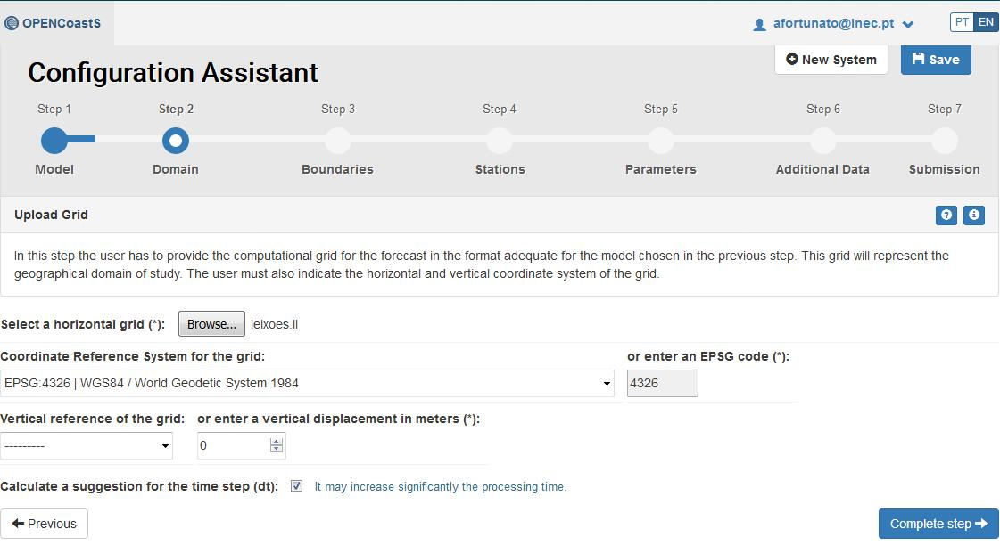 OPENCoastS
afortunato@lnec.pt
PT EN
Configuration Assistant
New System
Save
Step 1 Step 2 Step 3 Step 4 Step 5 Step 6 Step 7
Model Domain Boundaries Stations Parameters Additional Data Submission
Upload Grid
In this step the user has to provide the computational grid for the forecast in the format adequate for the model chosen in the previous step. This grid will represent the
geographical domain of study. The user must also indicate the horizontal and vertical coordinate system of the grid.
Select a horizontal grid (*): Browse... leixoes.ll
Coordinate Reference System for the grid: or enter an EPSG code (*):
EPSG:4326 | WGS84 / World Geodetic System 1984 4326
Vertical reference of the grid: or enter a vertical displacement in meters (*):
--------- 0
Calculate a suggestion for the time step (dt): It may increase significantly the processing time.
Previous Complete step